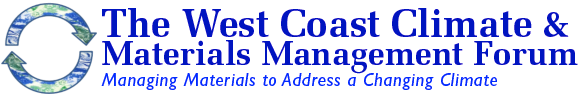 The West Coast Climate &
Materials Management Forum
Managing Materials to Address a Changing Climate